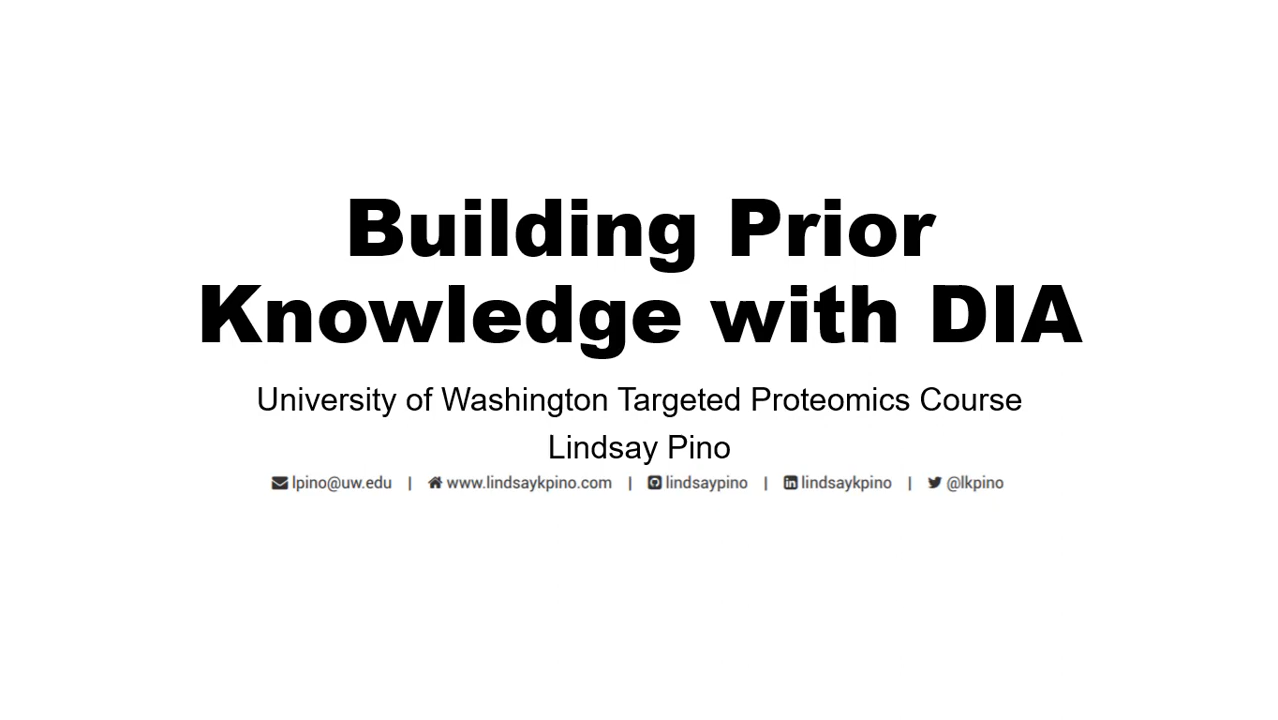 Building Prior
Knowledge with DIA
University of Washington Targeted Proteomics Course
Lindsay Pino
lpino@uw.edu | www.lindsaykpino.com | lindsaypino | lindsaykpino | @lkpino